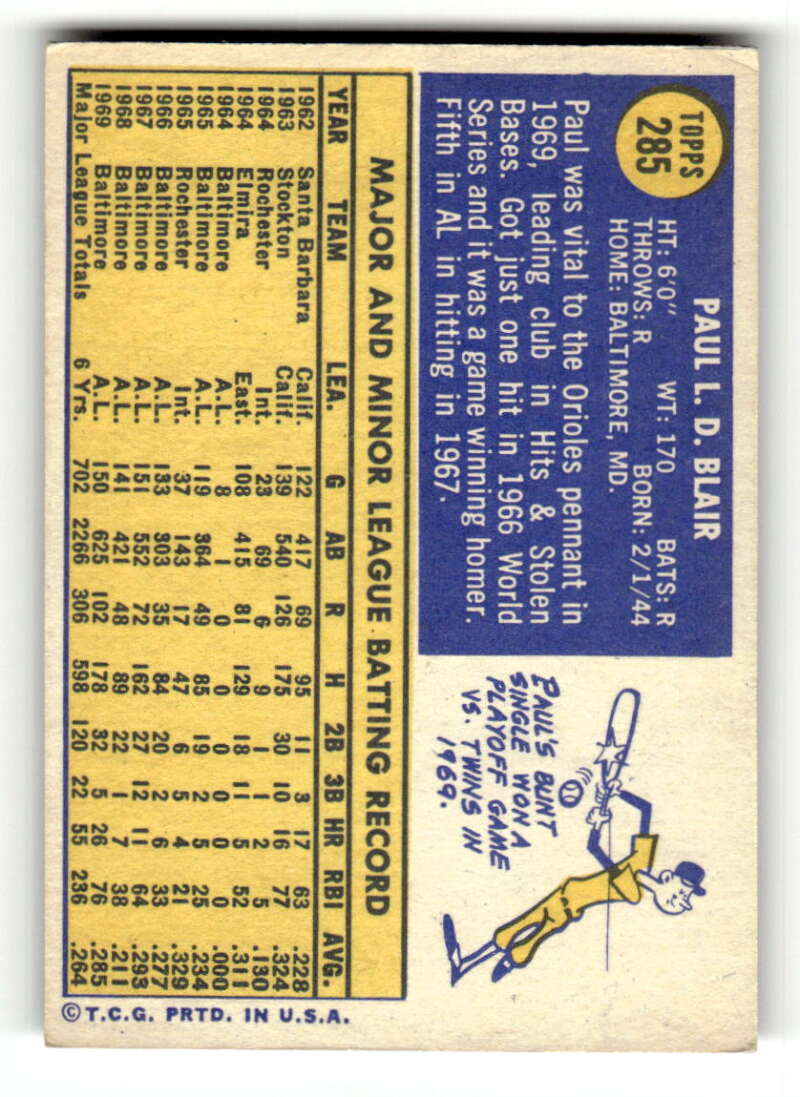 TOPPS
285
PAUL L. D. BLAIR
HT: 6'0" WT: 170 BATS: R
THROWS: R BORN: 2/1/44
HOME: BALTIMORE, MD.
Paul was vital to the Orioles pennant in
1969, leading club in Hits & Stolen
Bases. Got just one hit in 1966 World
Series and it was a game winning homer.
Fifth in AL in hitting in 1967.
PAUL'S BUNT
SINGLE WON A
PLAYOFF GAME
VS. TWINS IN
1969.
MAJOR AND MINOR LEAGUE BATTING RECORD
YEAR TEAM LEA. G AB R H 2B 3B HR RBI AVG.
1962 Santa Barbara Calif. 122 417 69 95 11 3 17 63 .228
1963 Stockton Calif. 139 540 126 175 30 10 16 77 .324
1964 Rochester Int. 23 69 6 9 1 1 2 5 .130
1964 Elmira East. 108 415 81 129 18 11 5 52 .311
1964 Baltimore A.L. 8 1 0 0 0 0 0 0 .000
1965 Baltimore A.L. 119 364 49 85 19 2 5 25 .234
1965 Rochester Int. 37 143 17 47 6 5 4 21 .329
1966 Baltimore A.L. 133 303 35 84 20 2 6 33 .277
1967 Baltimore A.L. 151 552 72 162 27 12 11 64 .293
1968 Baltimore A.L. 141 421 48 89 22 1 7 38 .211
1969 Baltimore A.L. 150 625 102 178 32 5 26 76 .285
Major League Totals 6 Yrs. 702 2266 306 598 120 22 55 236 .264
©T.C.G. PRTD. IN U.S.A.